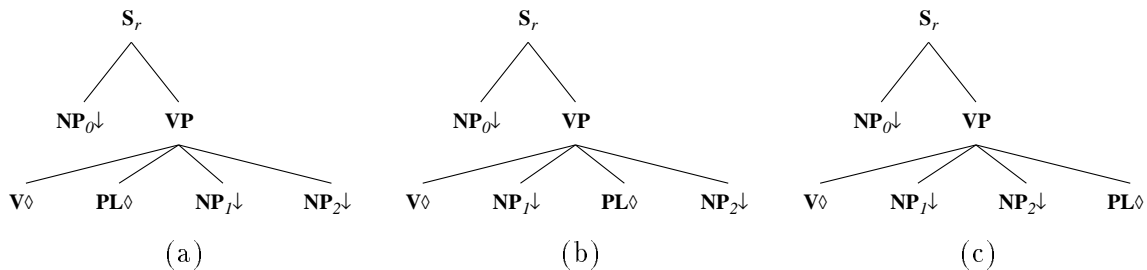 S_r S_r S_r
NP_0↓ VP NP_0↓ VP NP_0↓ VP
V◊ PL◊ NP_1↓ NP_2↓ V◊ NP_1↓ PL◊ NP_2↓ V◊ NP_1↓ NP_2↓ PL◊
(a) (b) (c)